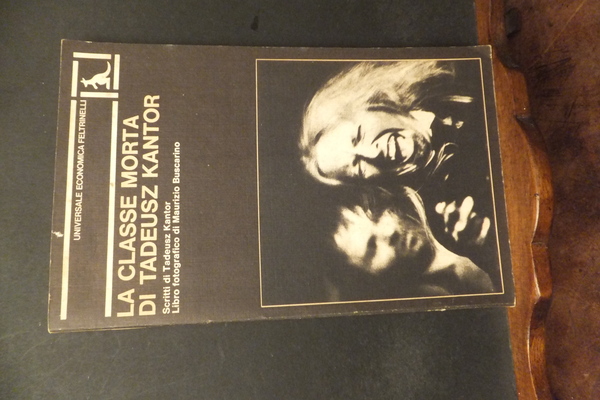 UNIVERSALE ECONOMICA FELTRINELLI
LA CLASSE MORTA
DI TADEUSZ KANTOR
Scritti di Tadeusz Kantor
Libro fotografico di Maurizio Buscarino